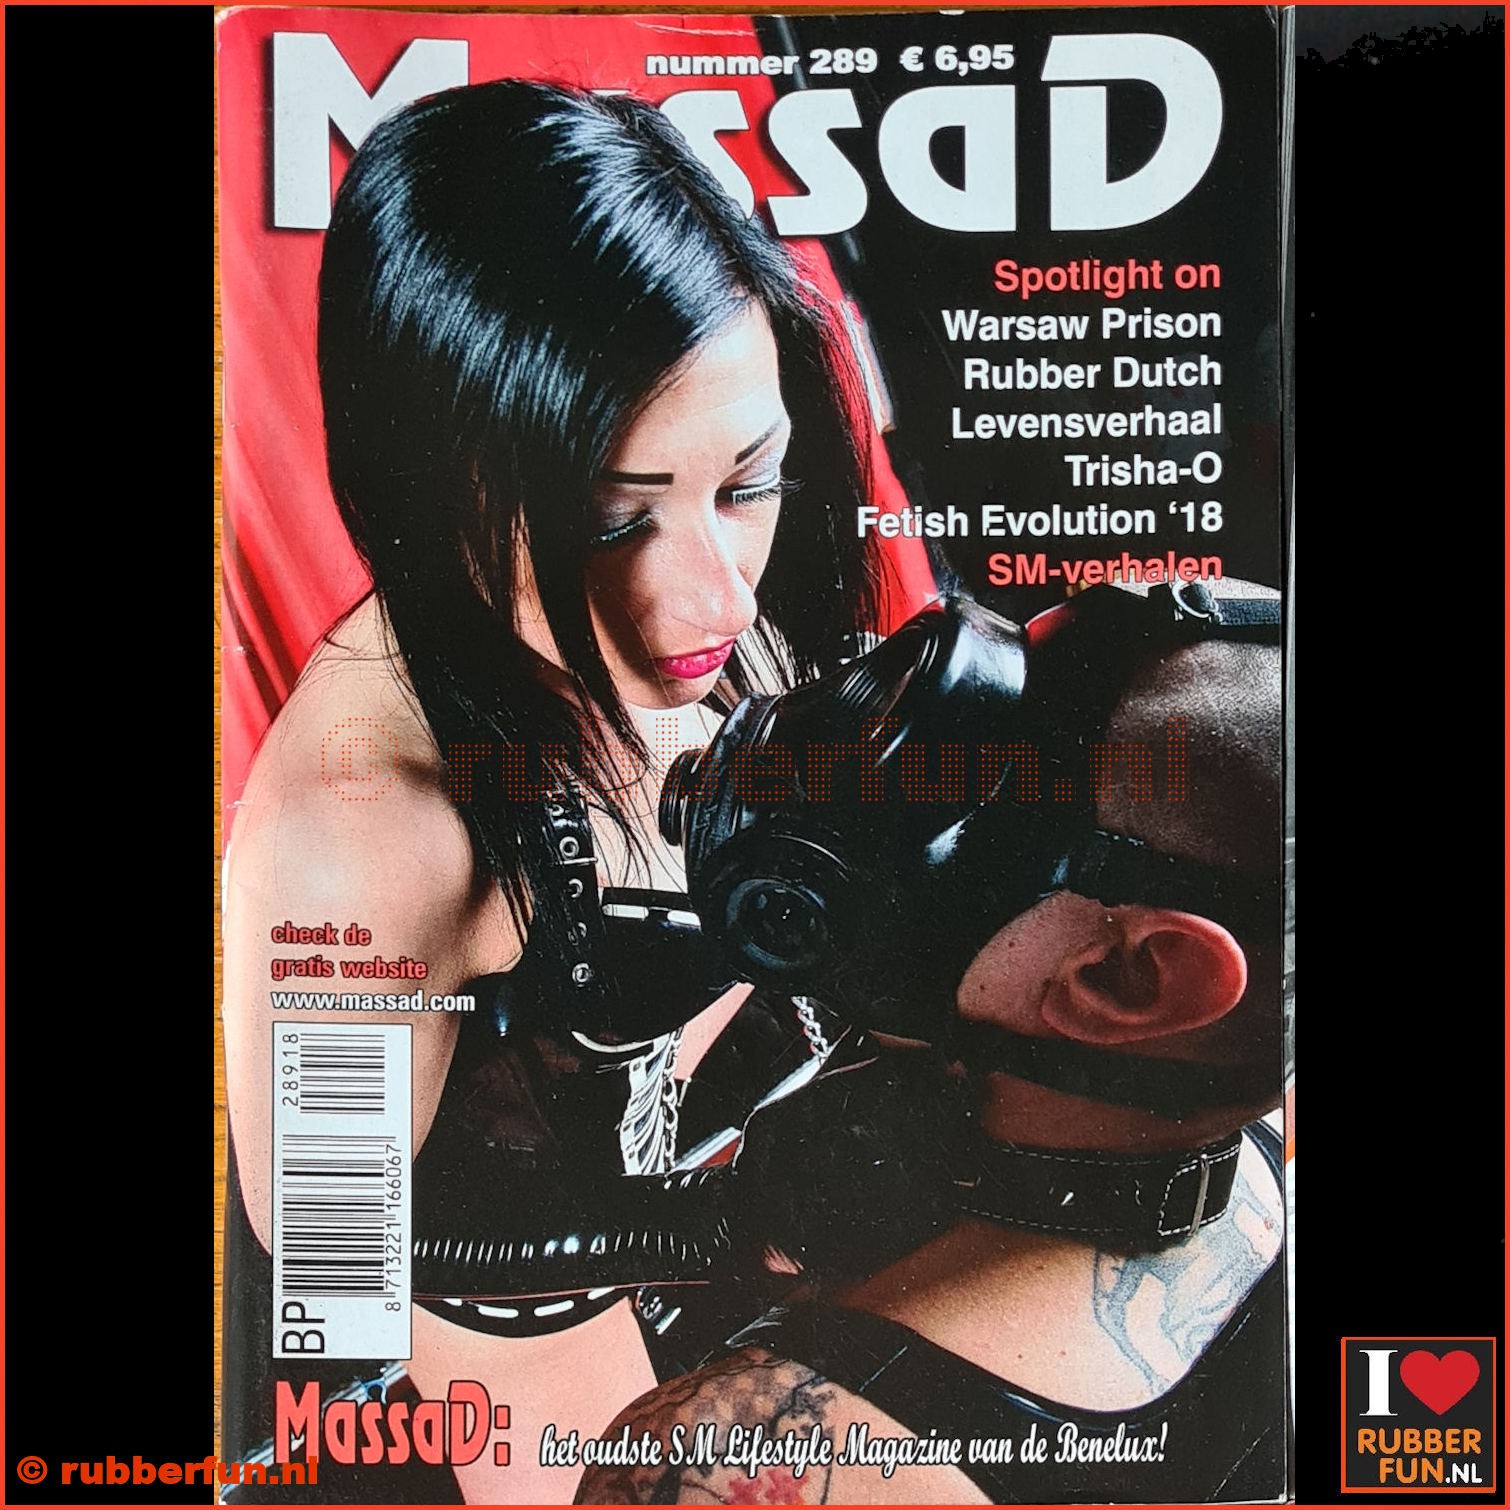 nummer 289 € 6,95
MassaD
Spotlight on
Warsaw Prison
Rubber Dutch
Levensverhaal
Trisha-O
Fetish Evolution ‘18
SM-verhalen
© rubberfun.nl
check de
gratis website
www.massad.com
28918
8 713221 166067
BP
MassaD: het oudste SM Lifestyle Magazine van de Benelux!
© rubberfun.nl
I
RUBBER
FUN.NL